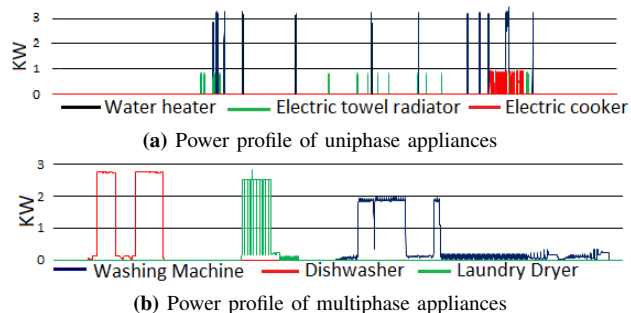 3
2
1
0
KW
Water heater Electric towel radiator Electric cooker
(a) Power profile of uniphase appliances
3
2
1
0
KW
Washing Machine Dishwasher Laundry Dryer
(b) Power profile of multiphase appliances